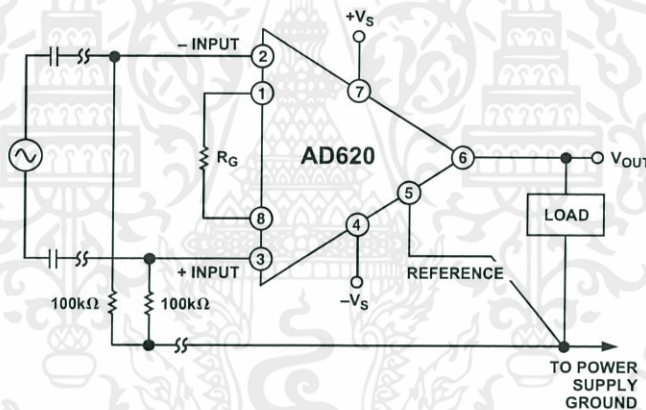 +VS
– INPUT
2
1
7
RG
AD620
6
VOUT
5
LOAD
8
4
3
+ INPUT
REFERENCE
100kΩ
100kΩ
–VS
TO POWER
SUPPLY
GROUND